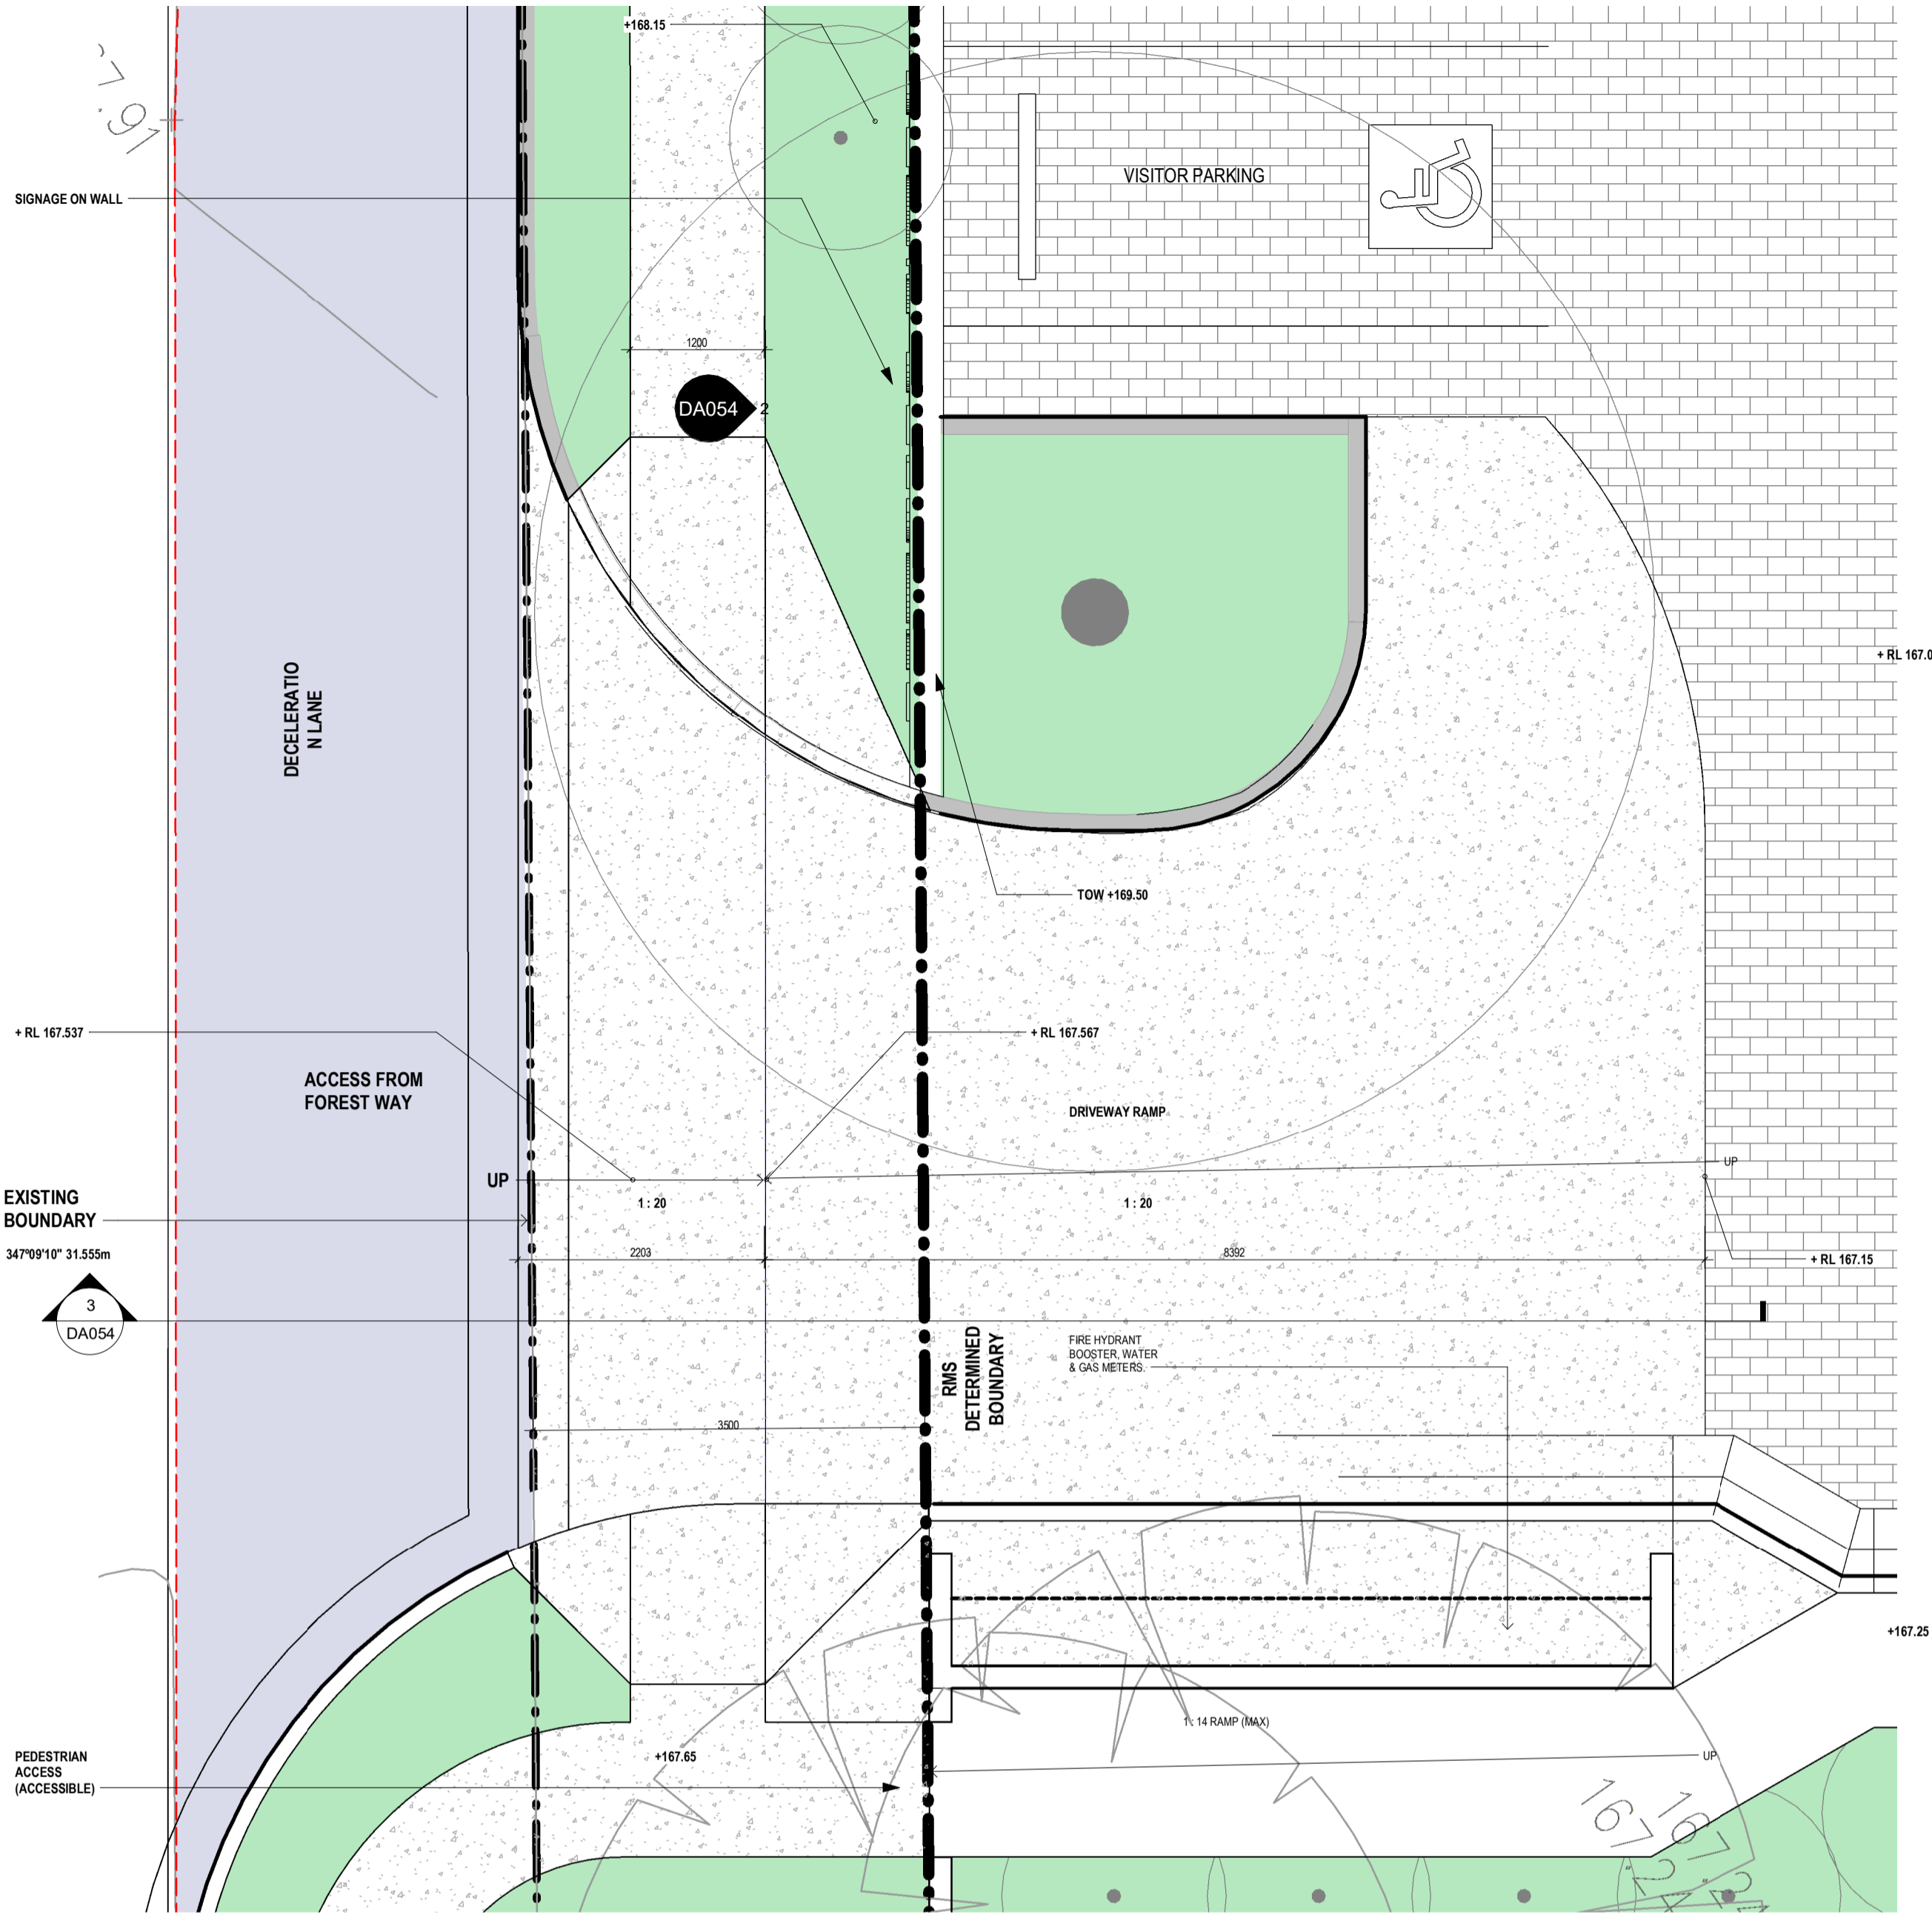 +168.15
7.91
SIGNAGE ON WALL
VISITOR PARKING
1200
DA054
2
DECELERATIO
N LANE
+ RL 167.0
TOW +169.50
+ RL 167.537
+ RL 167.567
ACCESS FROM
FOREST WAY
DRIVEWAY RAMP
UP
UP
1 : 20
1 : 20
EXISTING
BOUNDARY
347º09'10" 31.555m
2203
8392
+ RL 167.15
3
DA054
RMS
DETERMINED
BOUNDARY
FIRE HYDRANT
BOOSTER, WATER
& GAS METERS.
3500
+167.25
1 : 14 RAMP (MAX)
+167.65
UP
PEDESTRIAN
ACCESS
(ACCESSIBLE)